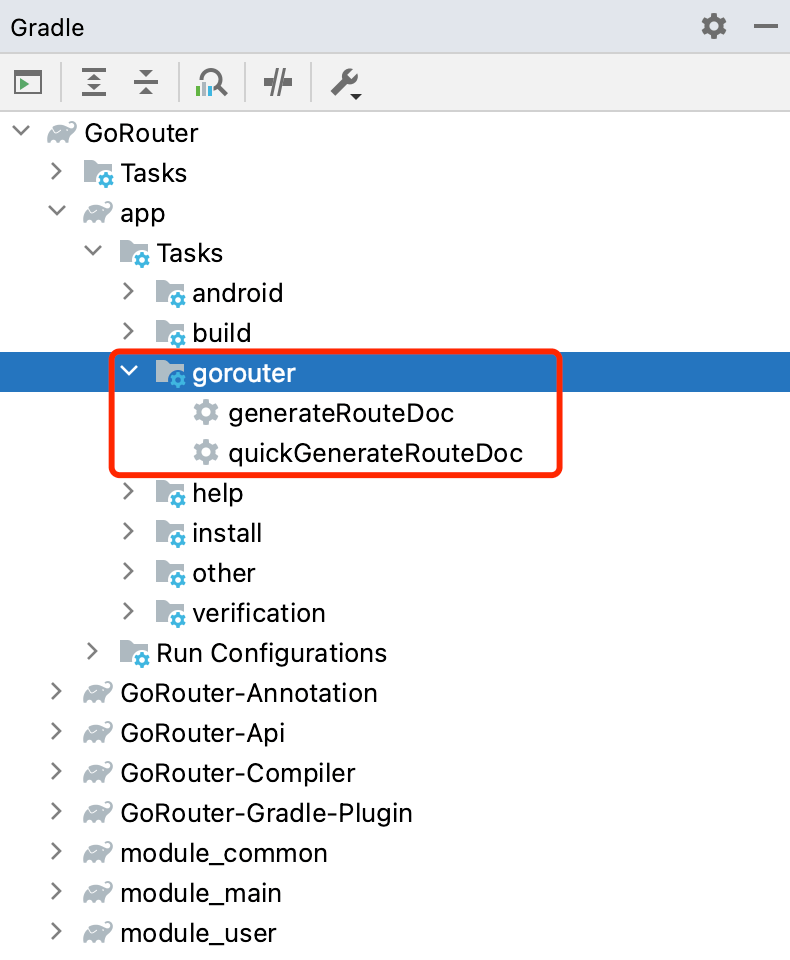 Gradle
GoRouter
Tasks
app
Tasks
android
build
gorouter
generateRouteDoc
quickGenerateRouteDoc
help
install
other
verification
Run Configurations
GoRouter-Annotation
GoRouter-Api
GoRouter-Compiler
GoRouter-Gradle-Plugin
module_common
module_main
module_user